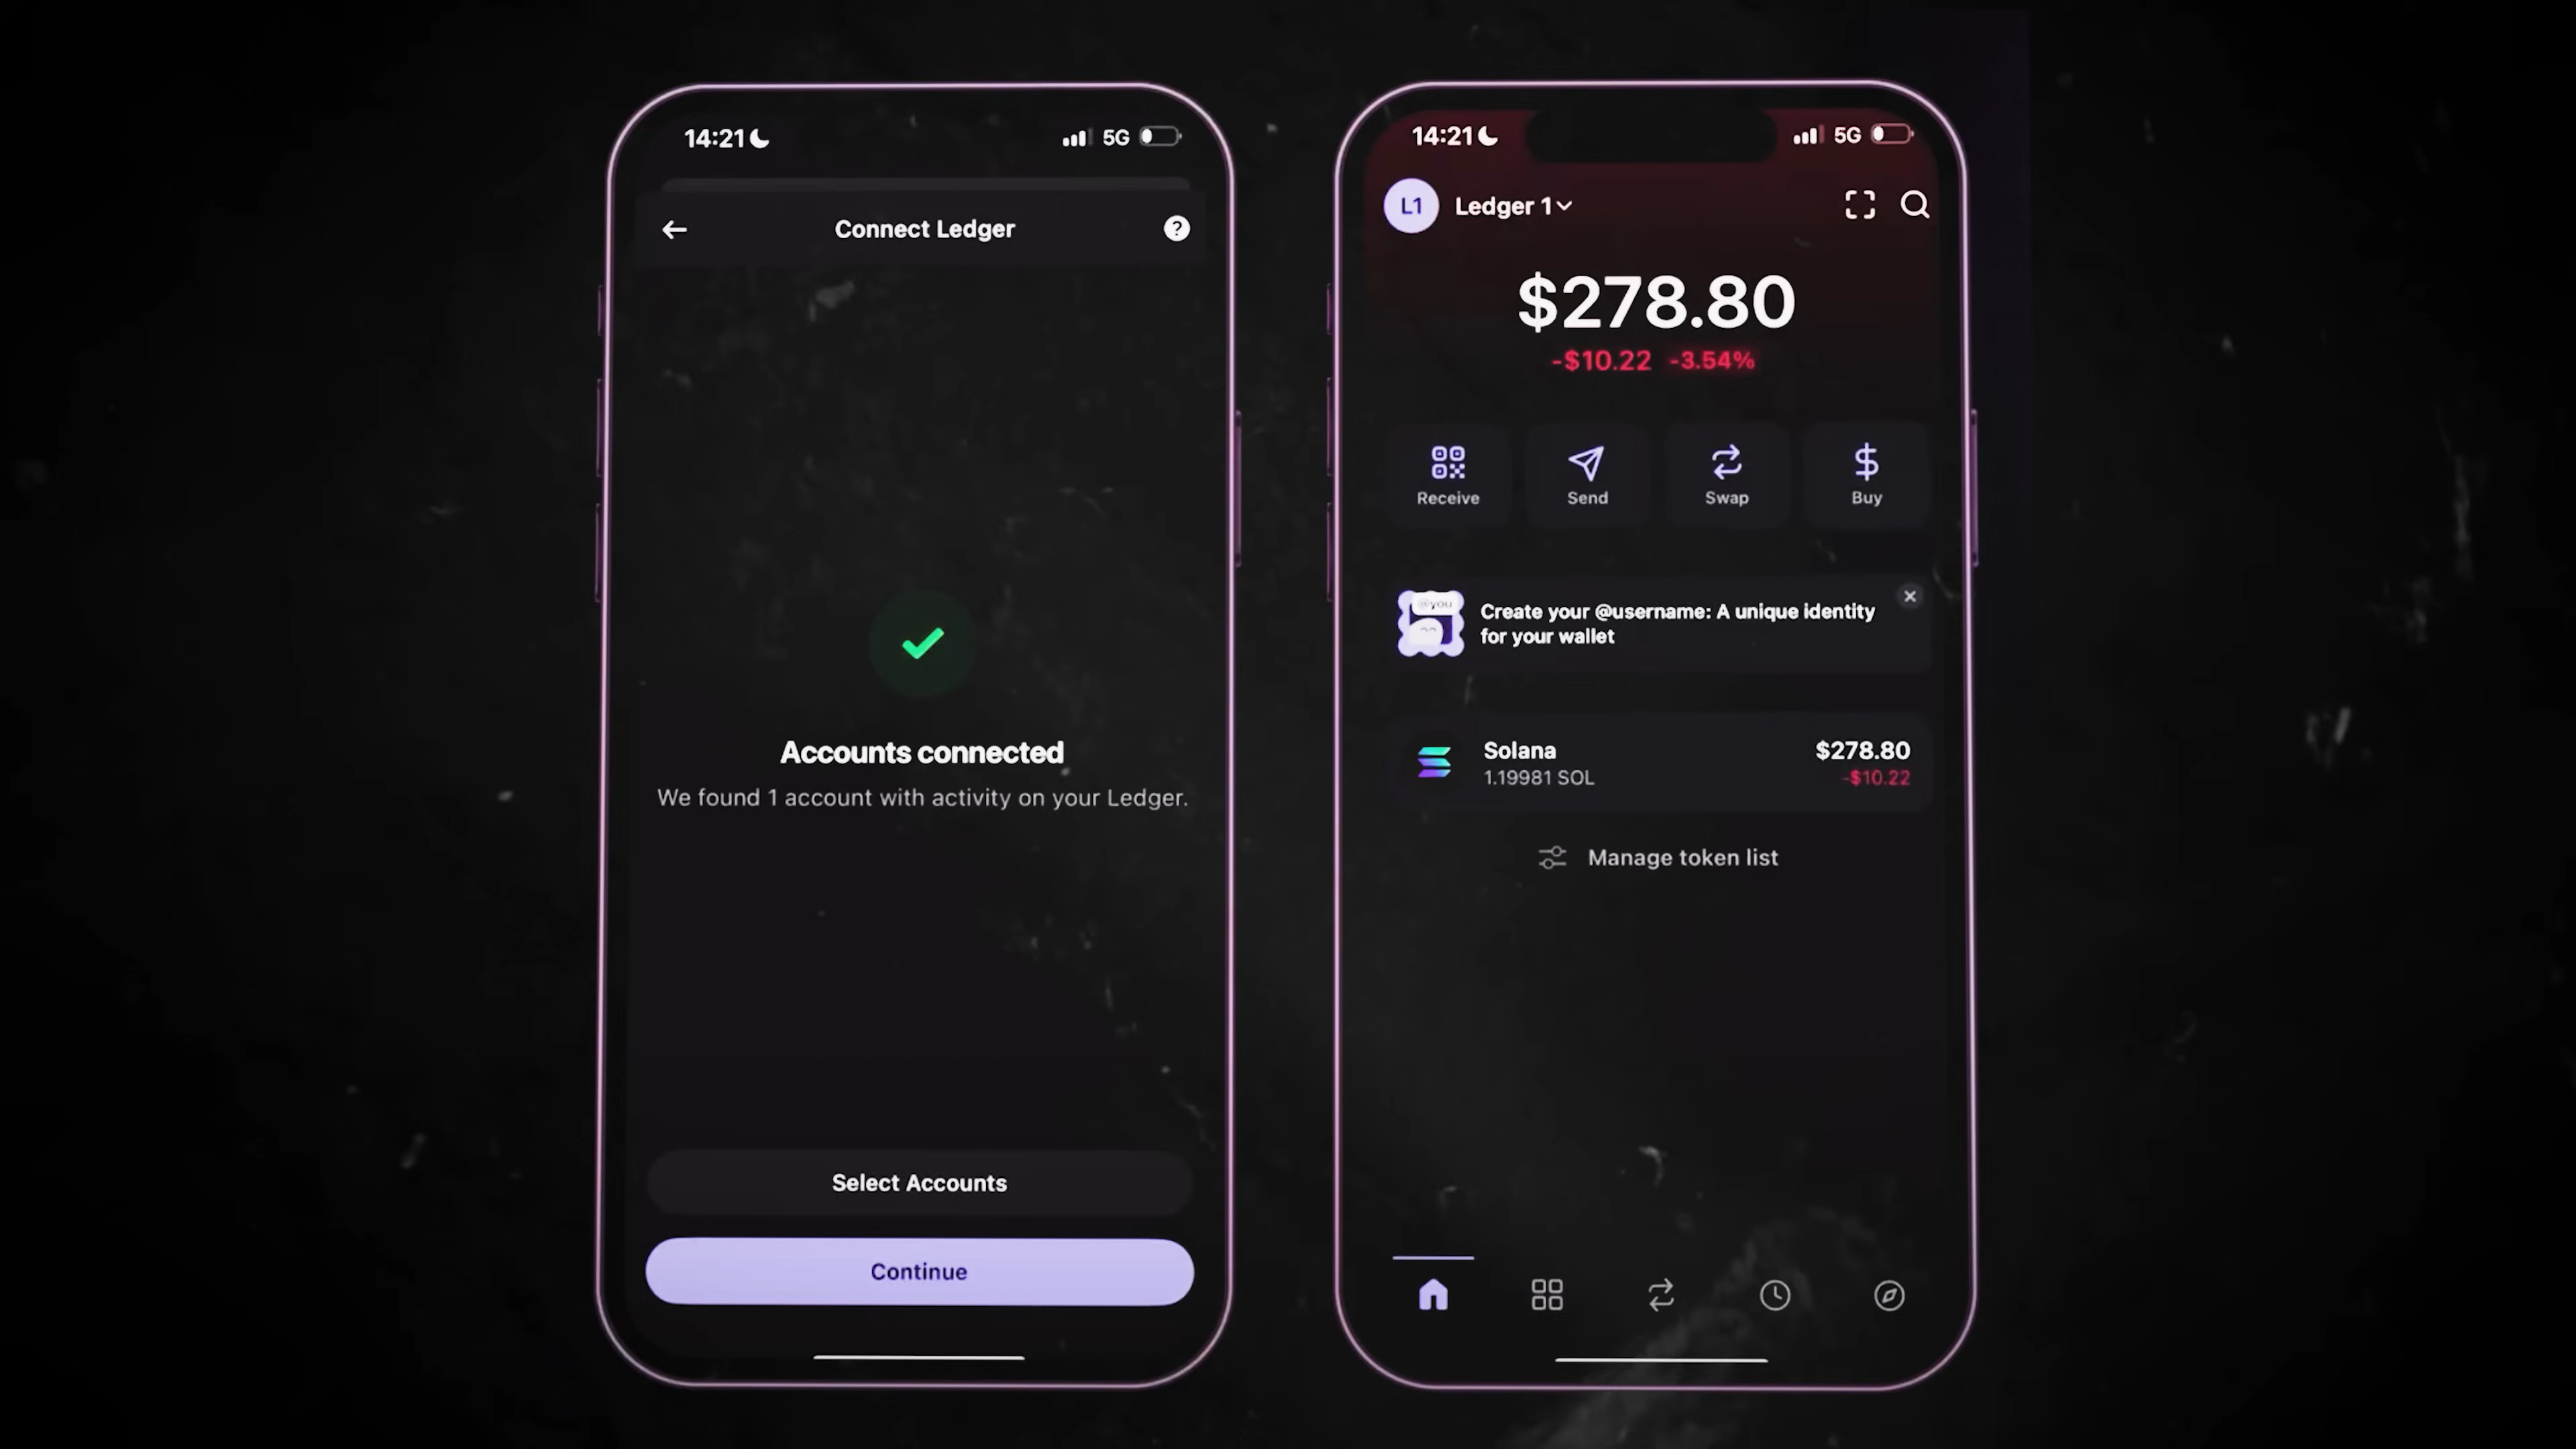 14:21
5G
Connect Ledger
?
Accounts connected
We found 1 account with activity on your Ledger.
Select Accounts
Continue
14:21
5G
L1
Ledger 1
$278.80
-$10.22 -3.54%
Receive
Send
Swap
Buy
@you
Create your @username: A unique identity
for your wallet
Solana
$278.80
1.19981 SOL
-$10.22
Manage token list